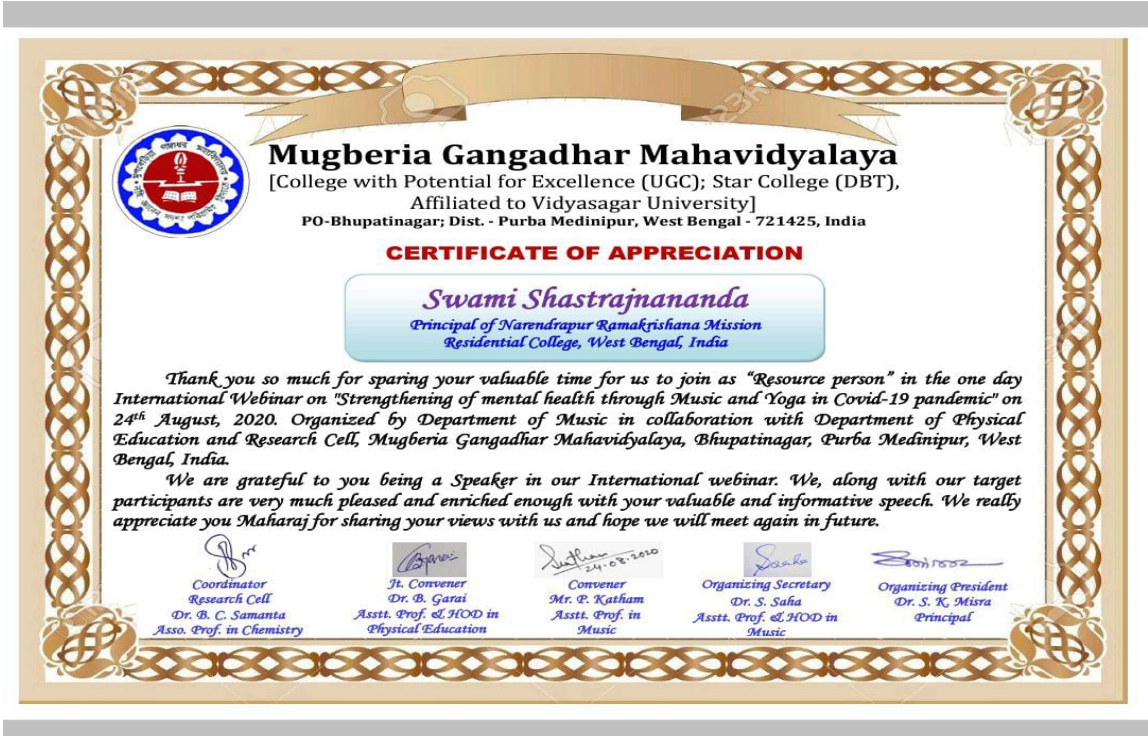 Mugberia Gangadhar Mahavidyalaya
[College with Potential for Excellence (UGC); Star College (DBT),
Affiliated to Vidyasagar University]
PO-Bhupatinagar; Dist. - Purba Medinipur, West Bengal - 721425, India
CERTIFICATE OF APPRECIATION
Swami Shastrajnananda
Principal of Narendrapur Ramakrishana Mission
Residential College, West Bengal, India
Thank you so much for sparing your valuable time for us to join as “Resource person” in the one day
International Webinar on "Strengthening of mental health through Music and Yoga in Covid-19 pandemic" on
24th August, 2020. Organized by Department of Music in collaboration with Department of Physical
Education and Research Cell, Mugberia Gangadhar Mahavidyalaya, Bhupatinagar, Purba Medinipur, West
Bengal, India.
We are grateful to you being a Speaker in our International webinar. We, along with our target
participants are very much pleased and enriched enough with your valuable and informative speech. We really
appreciate you Maharaj for sharing your views with us and hope we will meet again in future.
24.08.2020
Coordinator
Research Cell
Dr. B. C. Samanta
Asso. Prof. in Chemistry
Jt. Convener
Dr. B. Garai
Asstt. Prof. & HOD in
Physical Education
Convener
Mr. P. Katham
Asstt. Prof. in
Music
Organizing Secretary
Dr. S. Saha
Asstt. Prof. & HOD in
Music
Organizing President
Dr. S. K. Misra
Principal